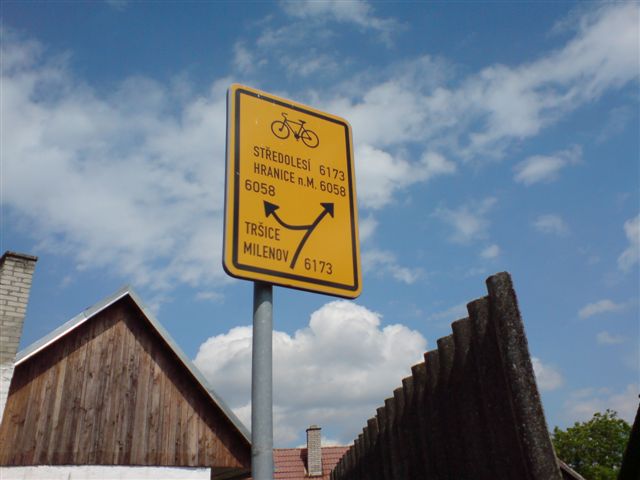 STŘEDOLESÍ 6173
HRANICE n.M. 6058
6058
TRŠICE
MILENOV 6173